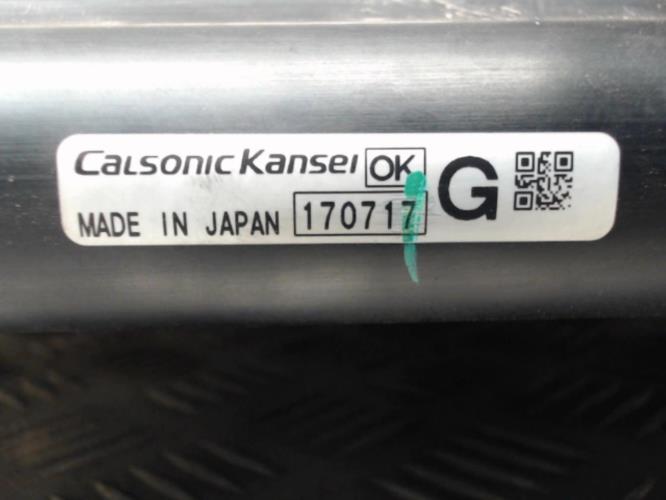 CALSONIC KANSEI OK G
MADE IN JAPAN 170717